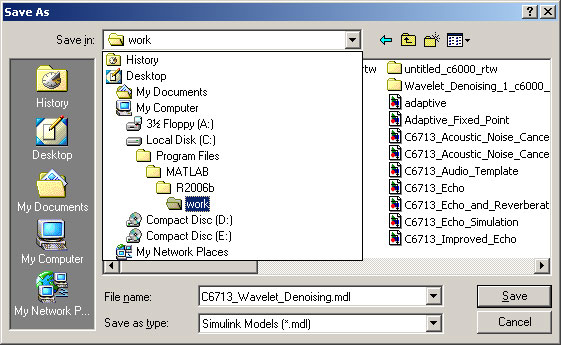 Save As
Save in: work
History
Desktop
My Documents
My Computer
My Network P...
History
Desktop
My Documents
My Computer
3½ Floppy (A:)
Local Disk (C:)
Program Files
MATLAB
R2006b
work
Compact Disc (D:)
Compact Disc (E:)
My Network Places
rtw
untitled_c6000_rtw
Wavelet_Denoising_1_c6000_
adaptive
Adaptive_Fixed_Point
C6713_Acoustic_Noise_Cance
C6713_Acoustic_Noise_Cance
C6713_Audio_Template
C6713_Echo
C6713_Echo_and_Reverberat
C6713_Echo_Simulation
C6713_Improved_Echo
File name: C6713_Wavelet_Denoising.mdl
Save
Save as type: Simulink Models (*.mdl)
Cancel